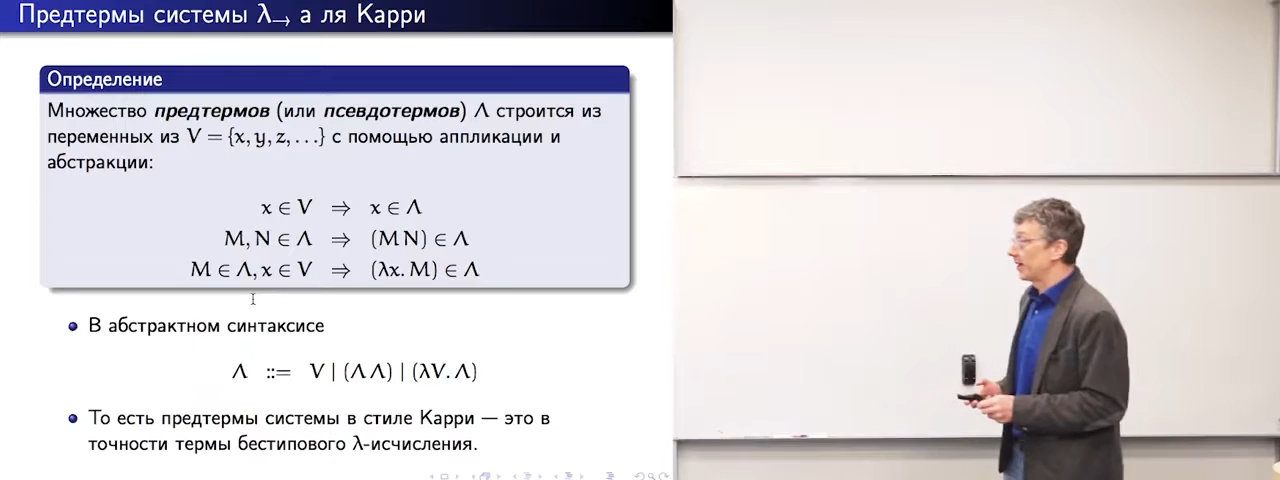 Предтермы системы λ→ а ля Карри
Определение
Множество предтермов (или псевдотермов) Λ строится из
переменных из V = {x, y, z, ...} с помощью аппликации и
абстракции:
x ∈ V ⇒ x ∈ Λ
M, N ∈ Λ ⇒ (M N) ∈ Λ
M ∈ Λ, x ∈ V ⇒ (λx. M) ∈ Λ
В абстрактном синтаксисе
Λ ::= V | (Λ Λ) | (λV. Λ)
То есть предтермы системы в стиле Карри — это в
точности термы бестипового λ-исчисления.